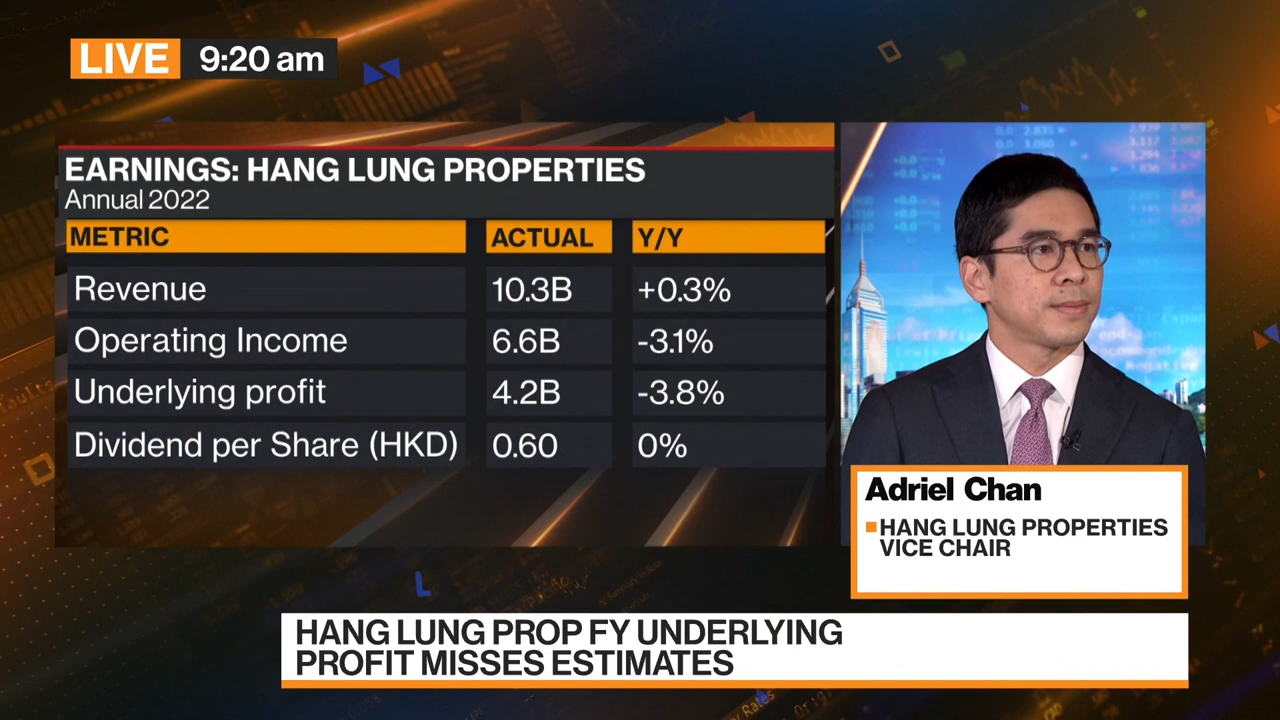 LIVE 9:20 am
EARNINGS: HANG LUNG PROPERTIES
Annual 2022
METRIC ACTUAL Y/Y
Revenue 10.3B +0.3%
Operating Income 6.6B -3.1%
Underlying profit 4.2B -3.8%
Dividend per Share (HKD) 0.60 0%
Adriel Chan
HANG LUNG PROPERTIES
VICE CHAIR
HANG LUNG PROP FY UNDERLYING
PROFIT MISSES ESTIMATES